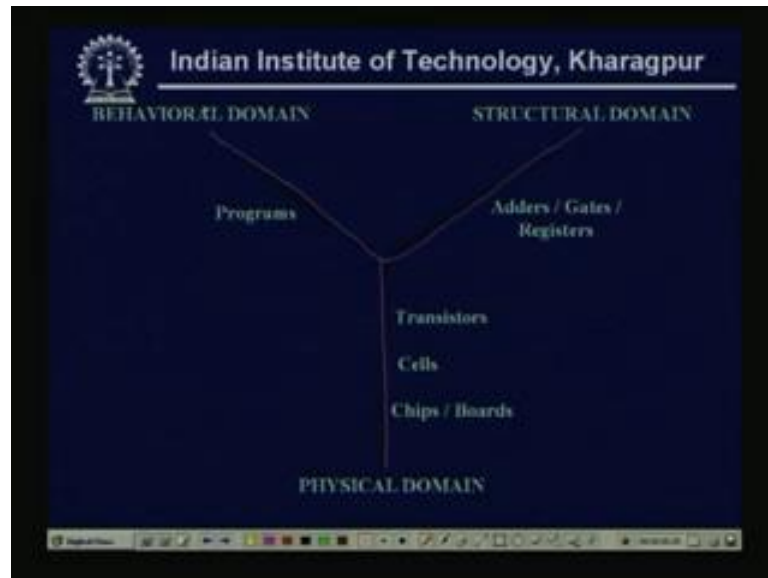 Indian Institute of Technology, Kharagpur
BEHAVIORAL DOMAIN
STRUCTURAL DOMAIN
Programs
Adders / Gates /
Registers
Transistors
Cells
Chips / Boards
PHYSICAL DOMAIN